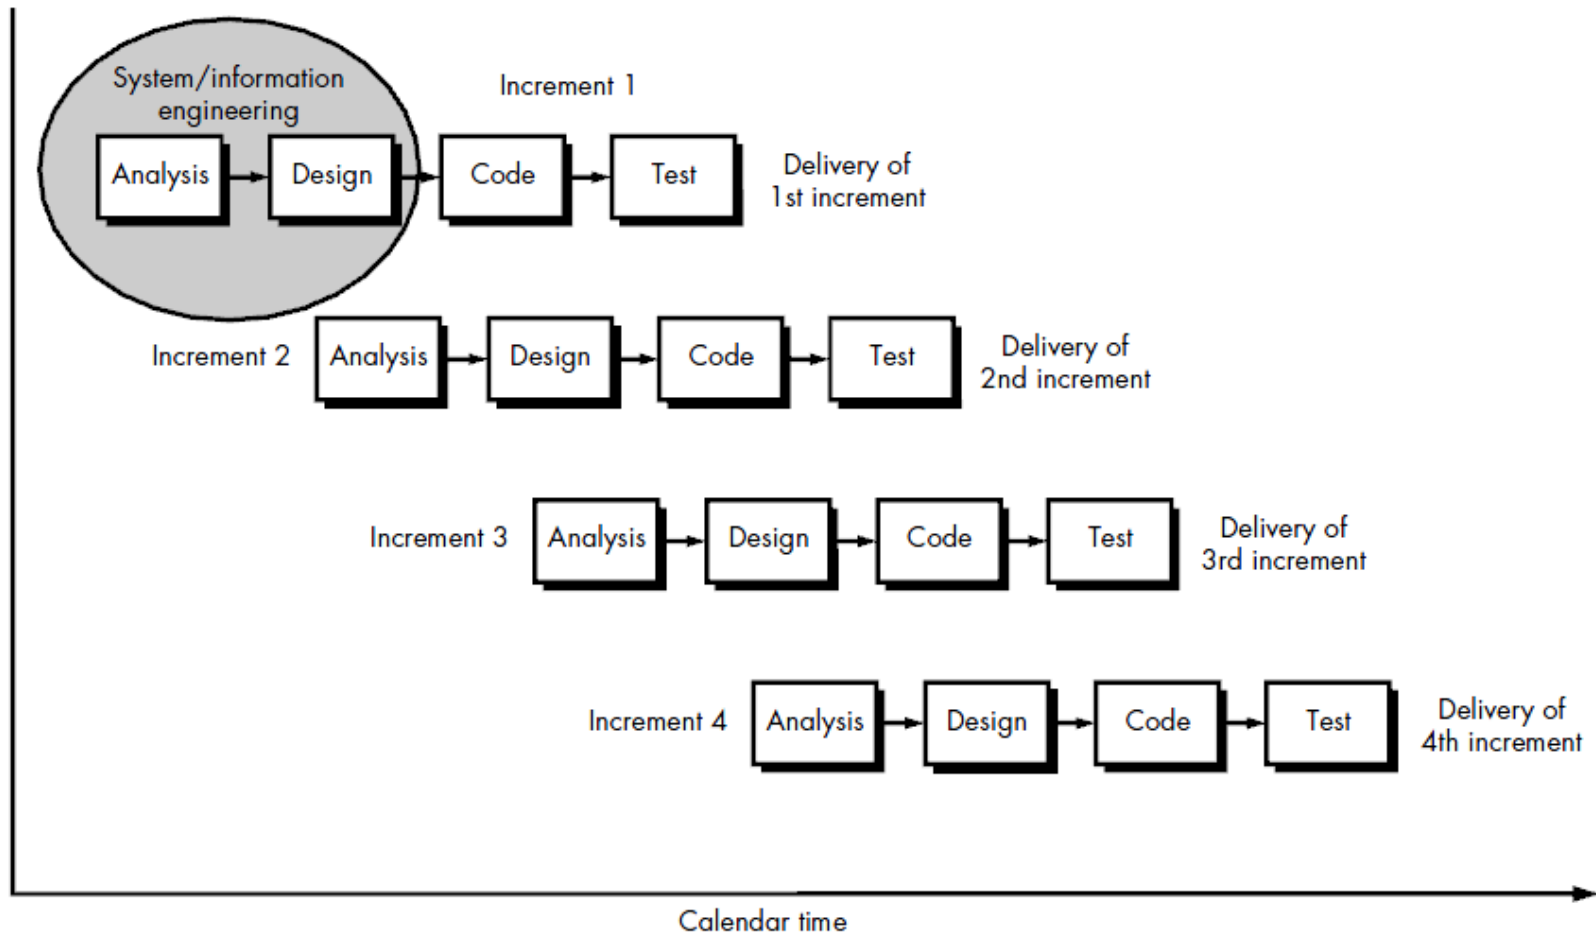 System/information
engineering
Increment 1
Analysis
Design
Code
Test
Delivery of
1st increment
Increment 2
Analysis
Design
Code
Test
Delivery of
2nd increment
Increment 3
Analysis
Design
Code
Test
Delivery of
3rd increment
Increment 4
Analysis
Design
Code
Test
Delivery of
4th increment
Calendar time